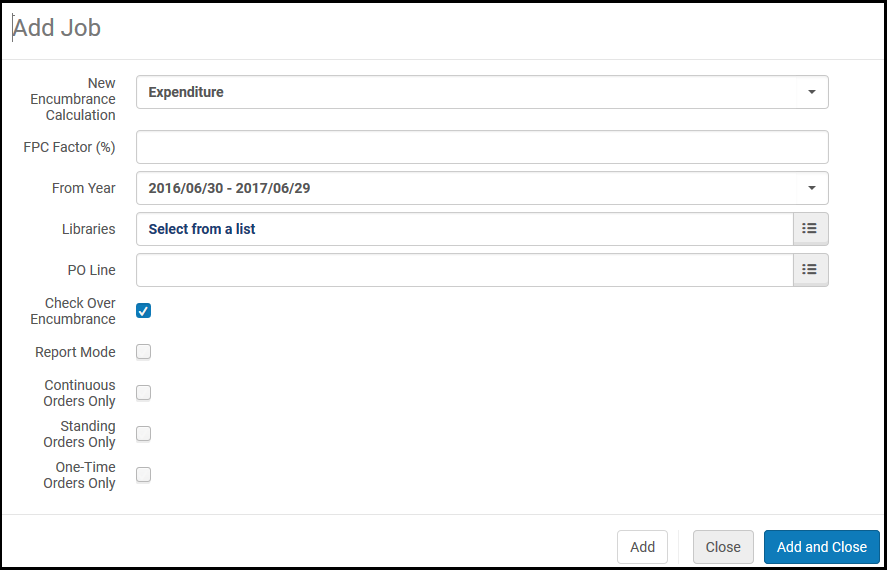 Add Job
New
Encumbrance
Calculation
Expenditure
FPC Factor (%)
From Year
2016/06/30 - 2017/06/29
Libraries
Select from a list
PO Line
Check Over
Encumbrance
Report Mode
Continuous
Orders Only
Standing
Orders Only
One-Time
Orders Only
Add
Close
Add and Close